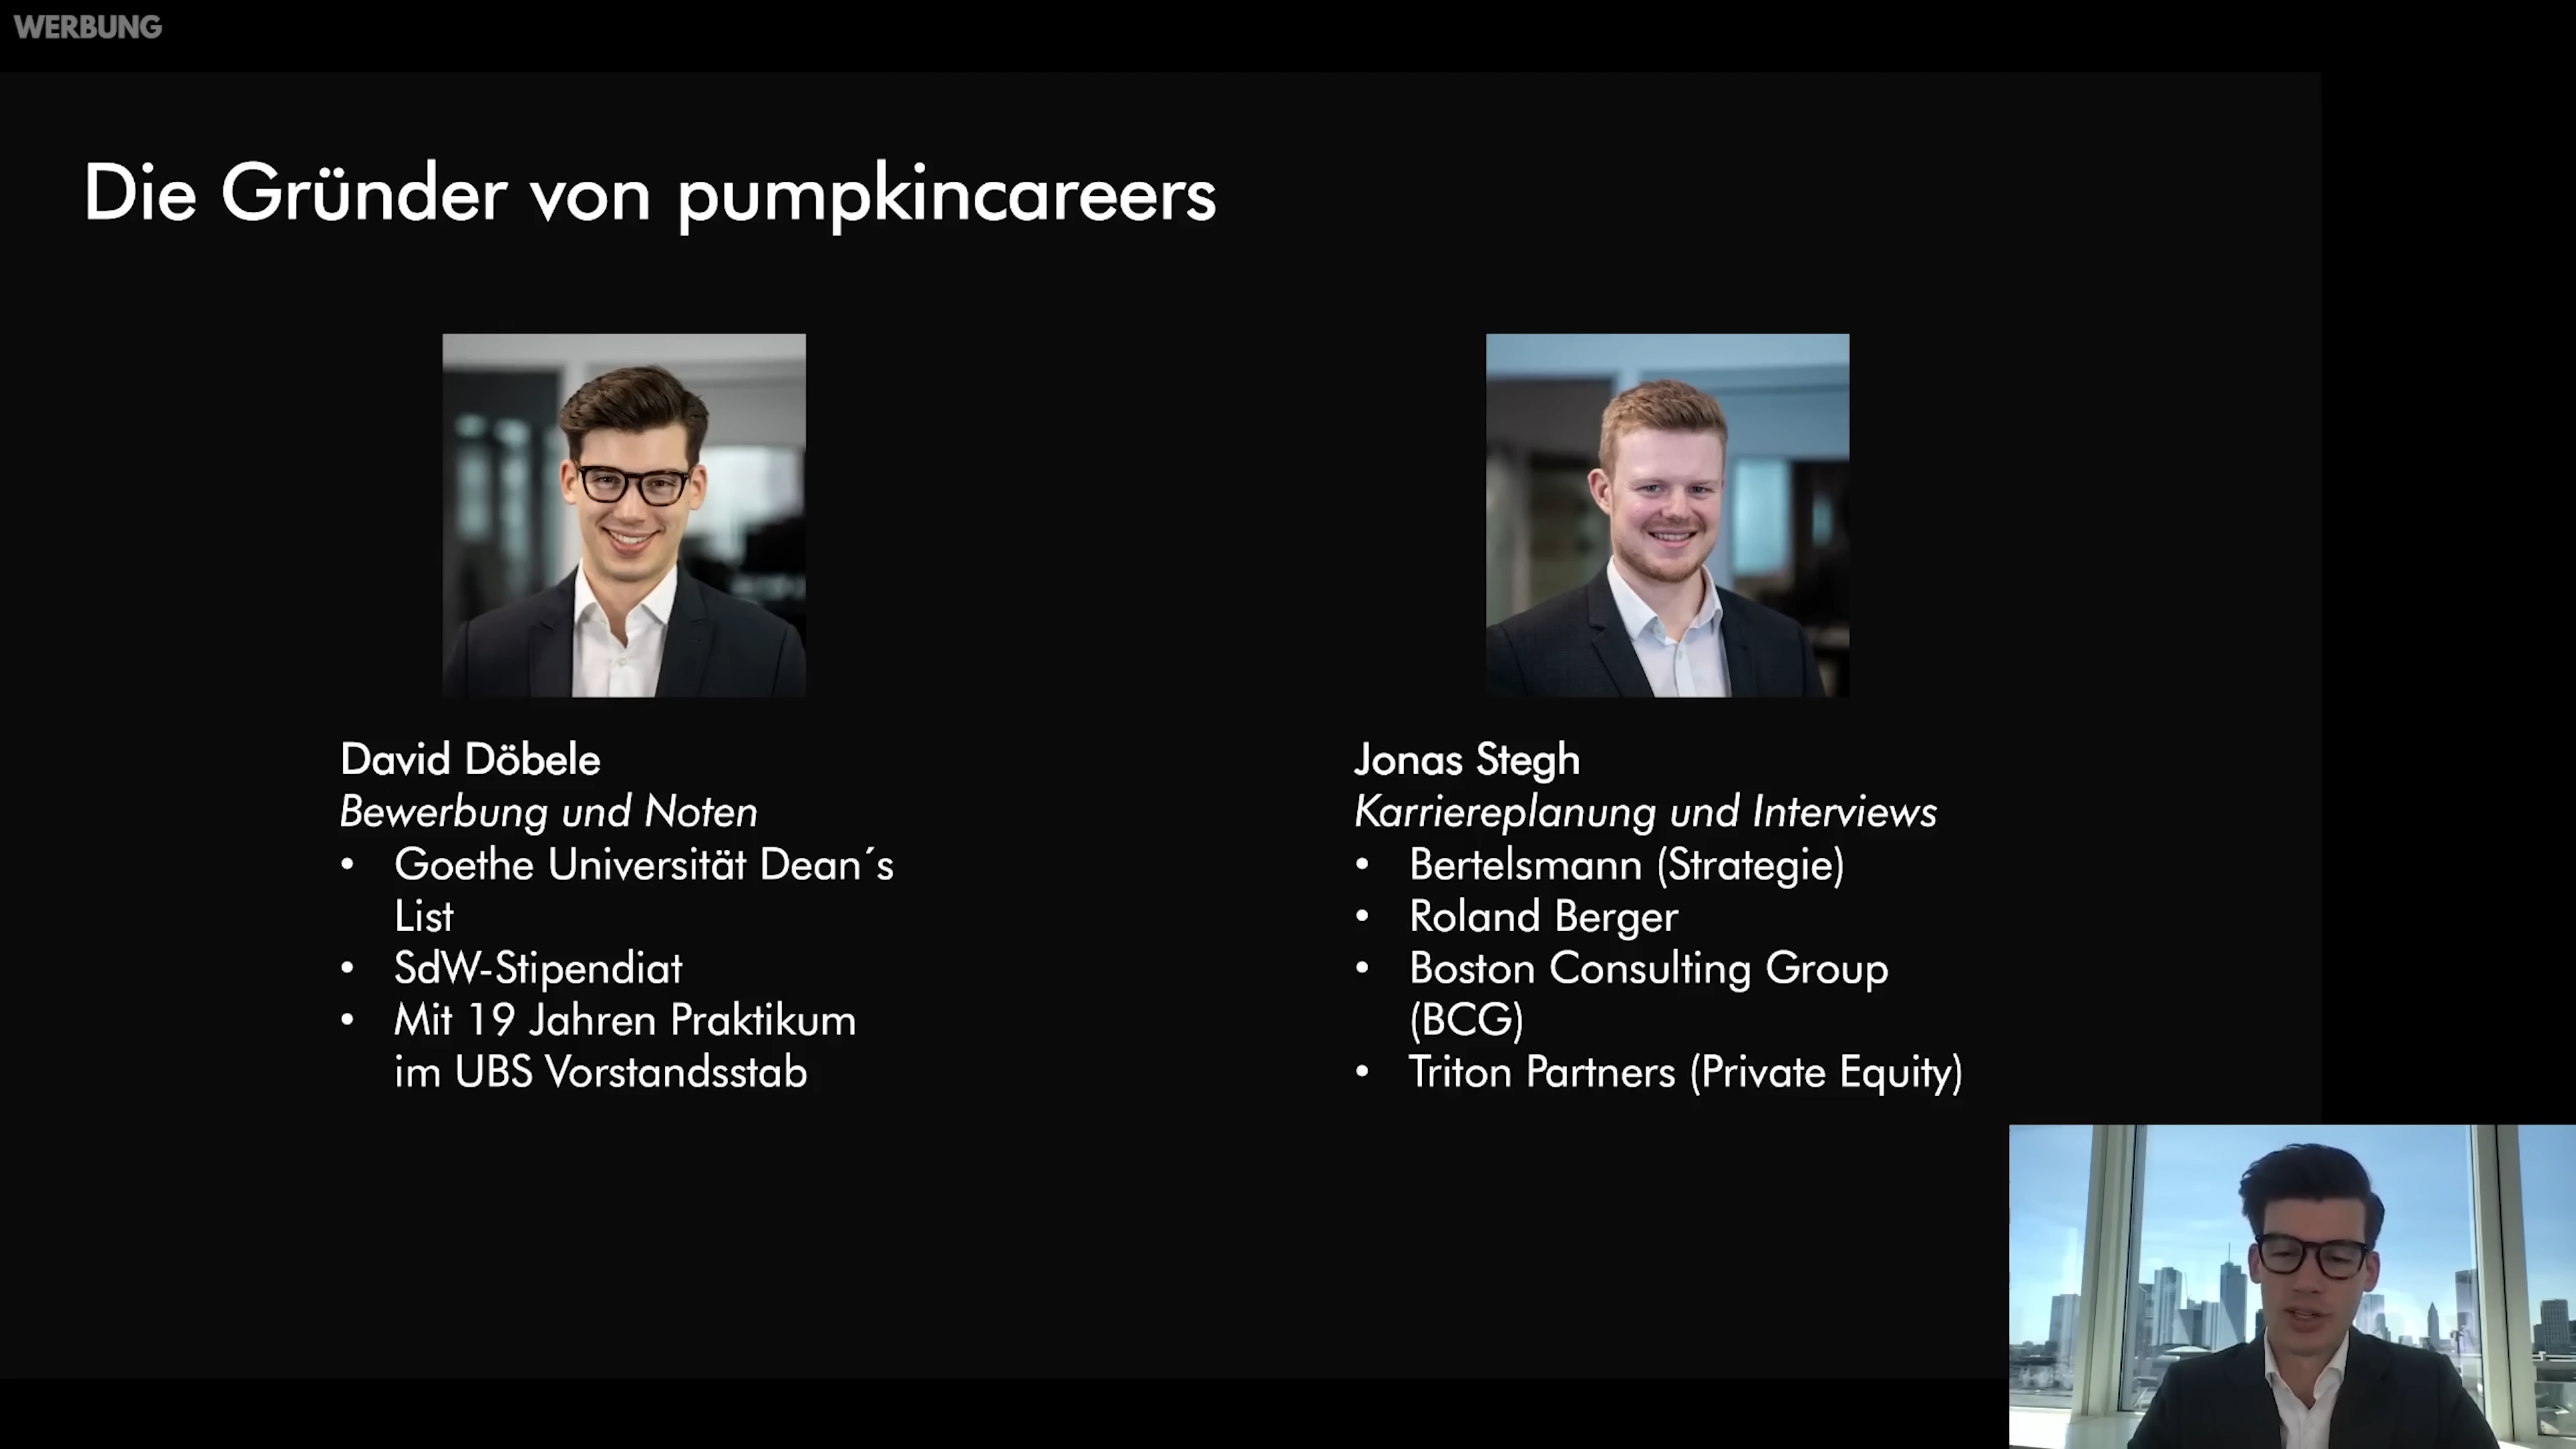 WERBUNG
Die Gründer von pumpkincareers
David Döbele
Bewerbung und Noten
• Goethe Universität Dean´s
List
• SdW-Stipendiat
• Mit 19 Jahren Praktikum
im UBS Vorstandsstab
Jonas Stegh
Karriereplanung und Interviews
• Bertelsmann (Strategie)
• Roland Berger
• Boston Consulting Group
(BCG)
• Triton Partners (Private Equity)